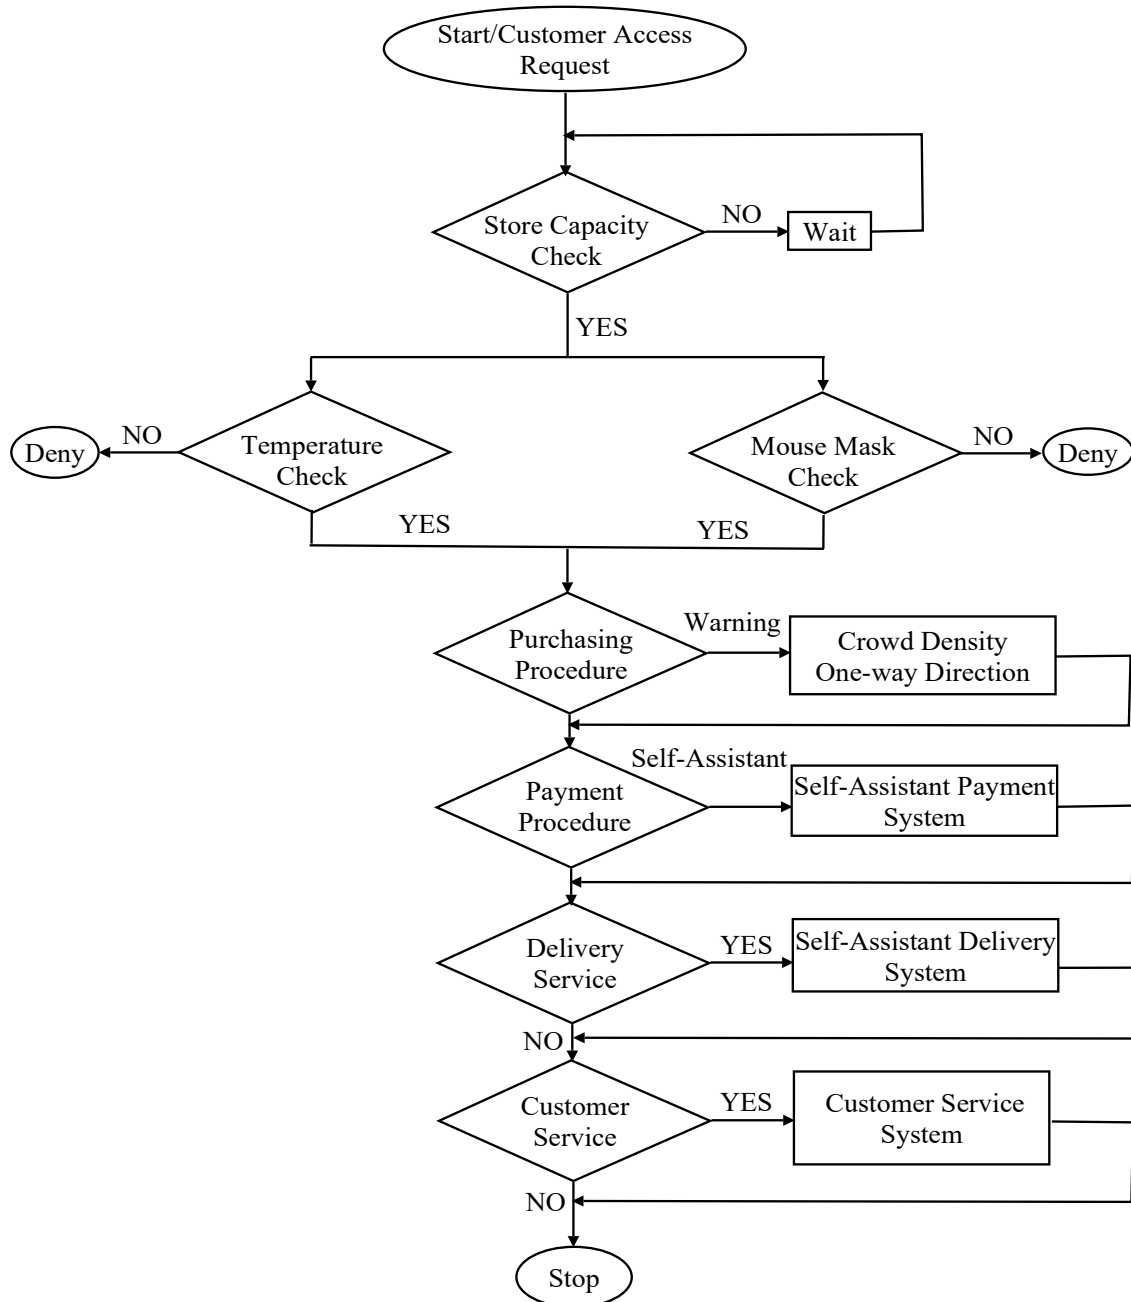 Start/Customer Access
Request
Store Capacity
Check
NO
Wait
YES
Temperature
Check
NO
Deny
Mouse Mask
Check
NO
Deny
YES
YES
Purchasing
Procedure
Warning
Crowd Density
One-way Direction
Payment
Procedure
Self-Assistant
Self-Assistant Payment
System
Delivery
Service
YES
Self-Assistant Delivery
System
NO
Customer
Service
YES
Customer Service
System
NO
Stop